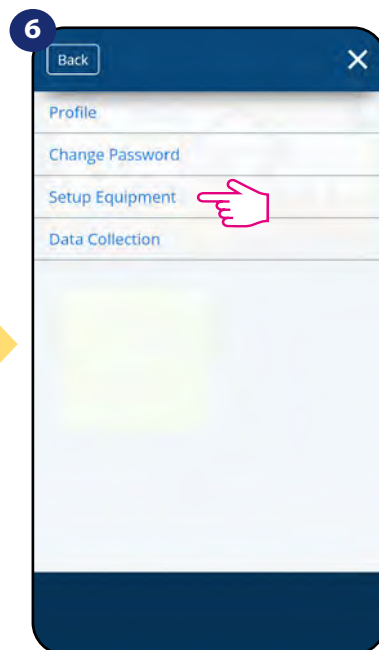 6
Back
Profile
Change Password
Setup Equipment
Data Collection